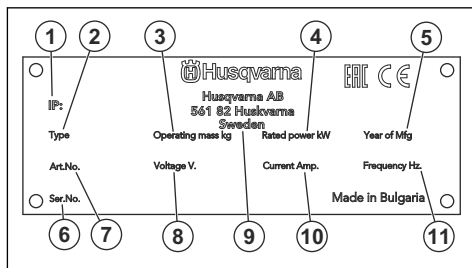 1 2 3 4 5
Husqvarna EAC CE
IP:
Husqvarna AB
561 82 Huskvarna
Sweden
Type Operating mass kg Rated power kW Year of Mfg
Art.No. Voltage V. Current Amp. Frequency Hz.
Ser.No. Made in Bulgaria
6 7 8 9 10 11